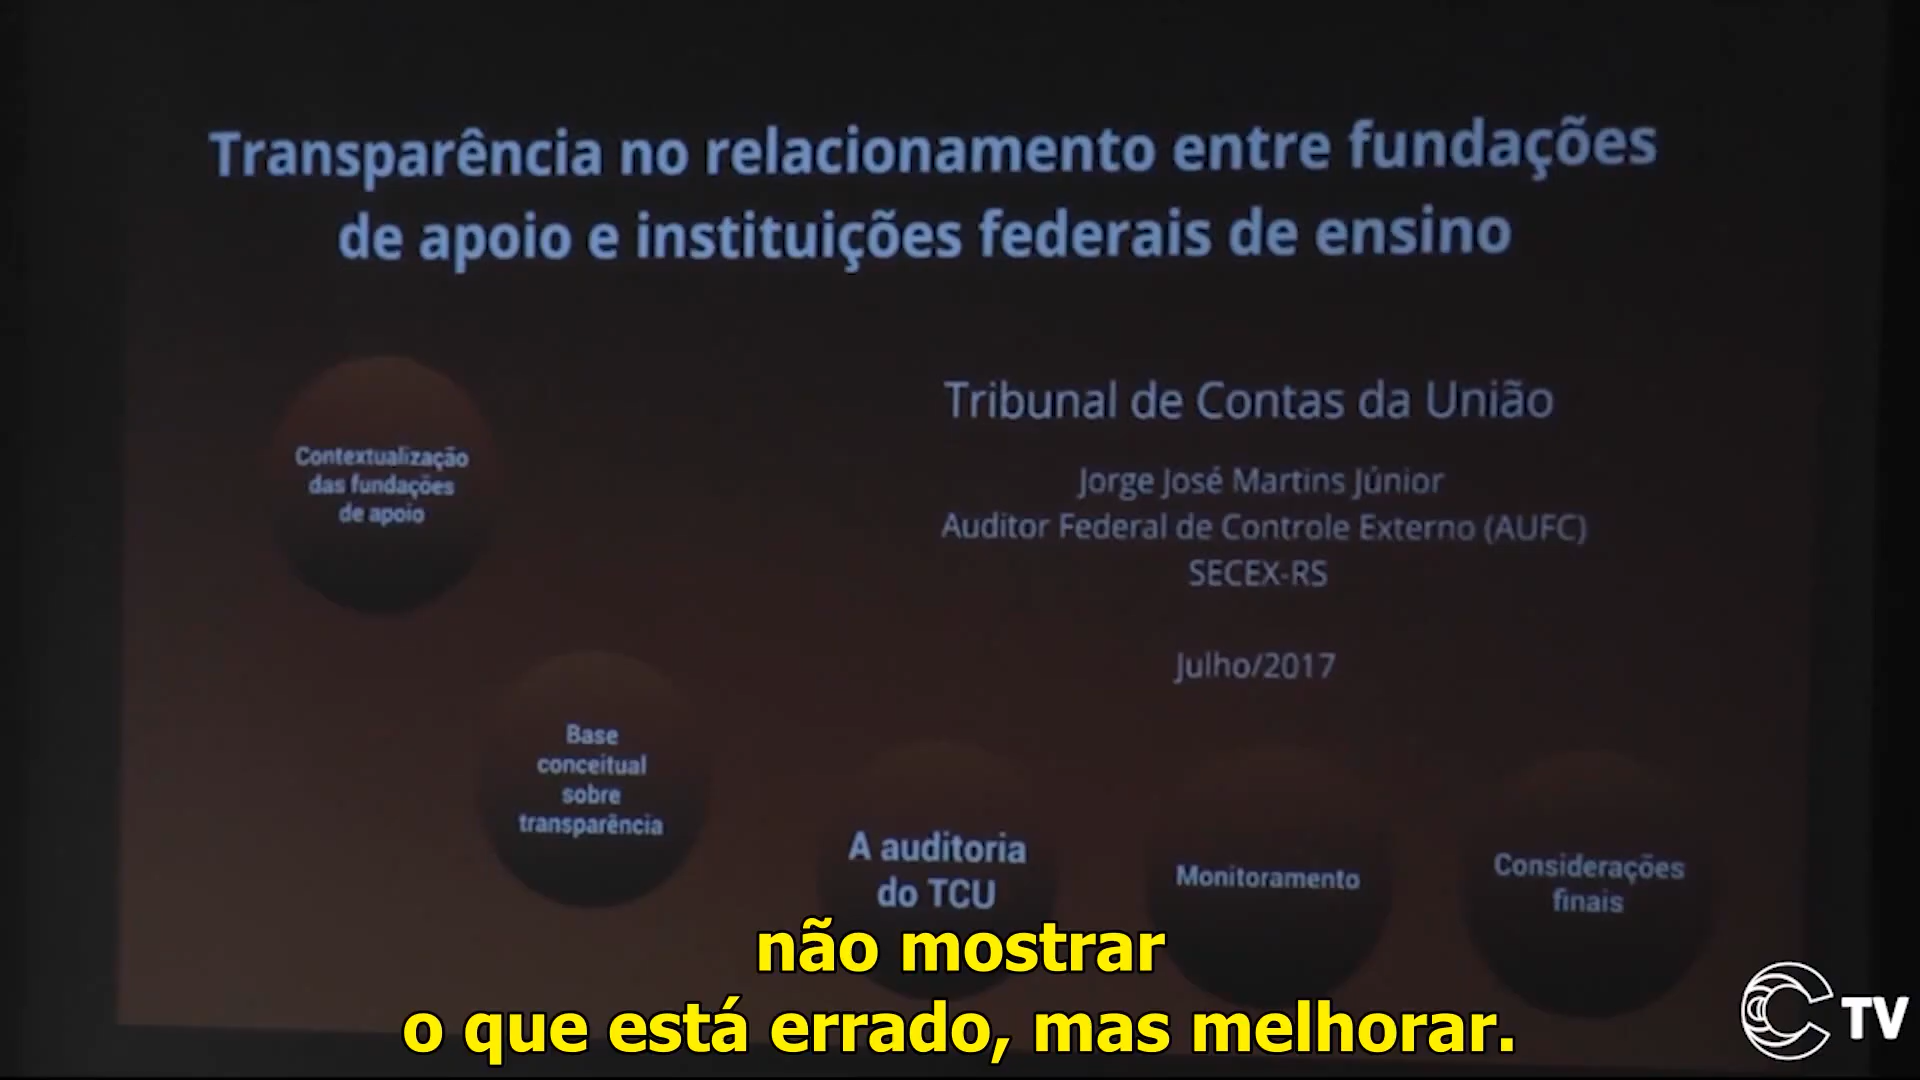 Transparência no relacionamento entre fundações
de apoio e instituições federais de ensino
Tribunal de Contas da União
Jorge José Martins Júnior
Auditor Federal de Controle Externo (AUFC)
SECEX-RS
Julho/2017
Contextualização
das fundações
de apoio
Base
conceitual
sobre
transparência
A auditoria
do TCU
Monitoramento
Considerações
finais
não mostrar
o que está errado, mas melhorar.
TV